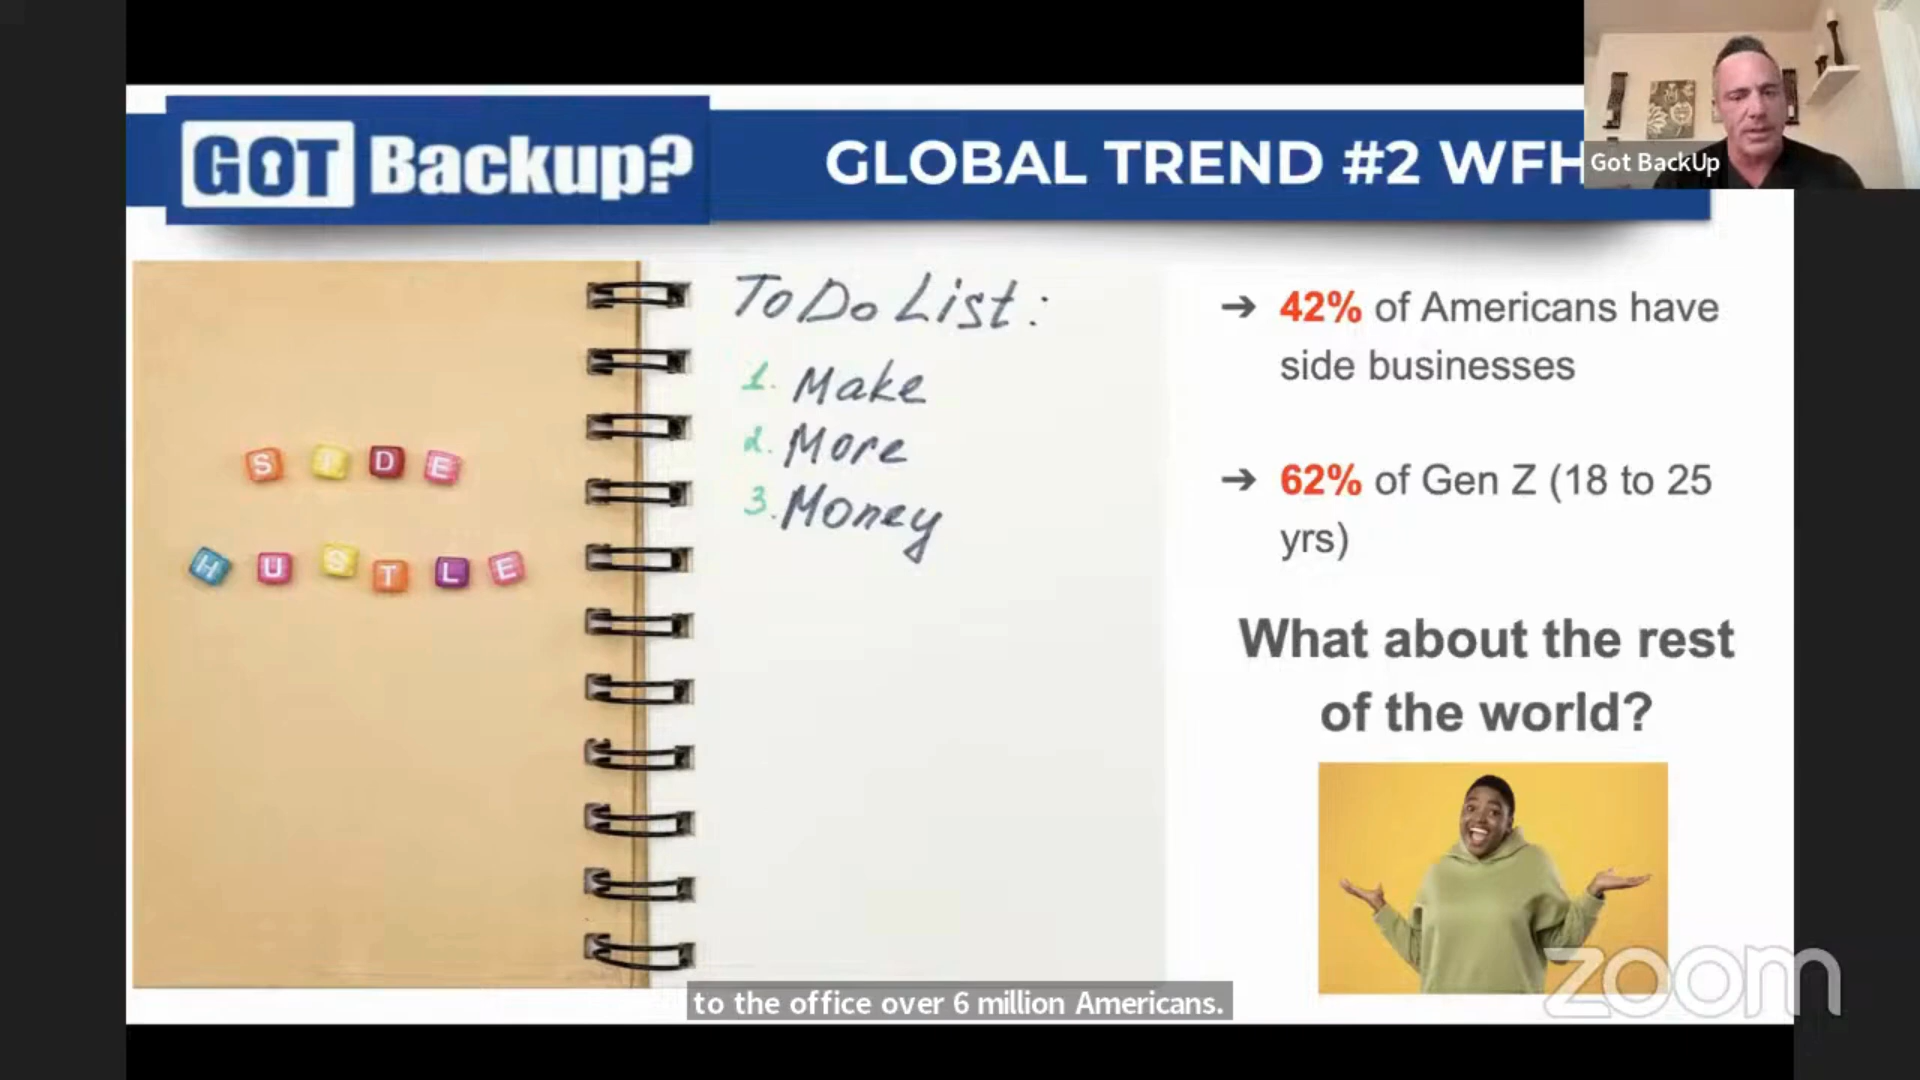 GOT Backup?
GLOBAL TREND #2 WFH
Got BackUp
SIDE
HUSTLE
To Do List:
1. Make
2. More
3. Money
➔ 42% of Americans have
side businesses
➔ 62% of Gen Z (18 to 25
yrs)
What about the rest
of the world?
zoom
to the office over 6 million Americans.